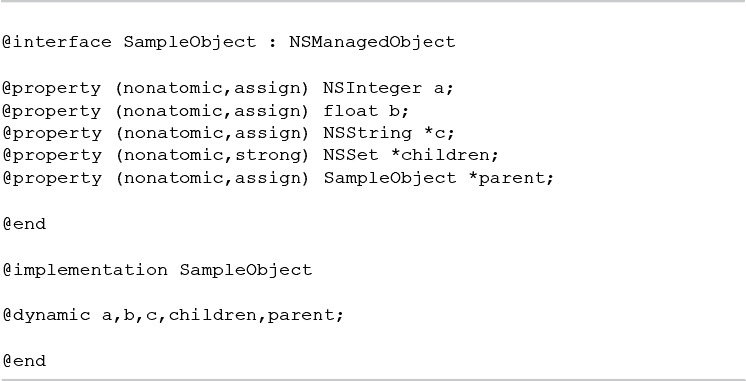 @interface SampleObject : NSManagedObject
@property (nonatomic,assign) NSInteger a;
@property (nonatomic,assign) float b;
@property (nonatomic,assign) NSString *c;
@property (nonatomic,strong) NSSet *children;
@property (nonatomic,assign) SampleObject *parent;
@end
@implementation SampleObject
@dynamic a,b,c,children,parent;
@end